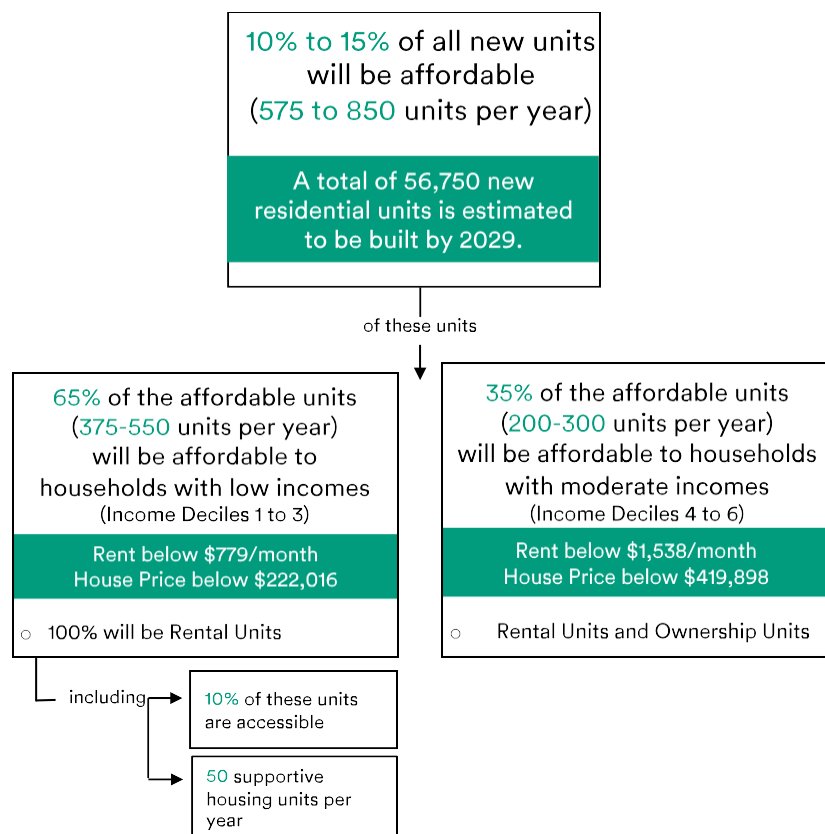 10% to 15% of all new units
will be affordable
(575 to 850 units per year)
A total of 56,750 new
residential units is estimated
to be built by 2029.
of these units
65% of the affordable units
(375-550 units per year)
will be affordable to
households with low incomes
(Income Deciles 1 to 3)
Rent below $779/month
House Price below $222,016
○ 100% will be Rental Units
35% of the affordable units
(200-300 units per year)
will be affordable to households
with moderate incomes
(Income Deciles 4 to 6)
Rent below $1,538/month
House Price below $419,898
○ Rental Units and Ownership Units
including
10% of these units
are accessible
50 supportive
housing units per
year